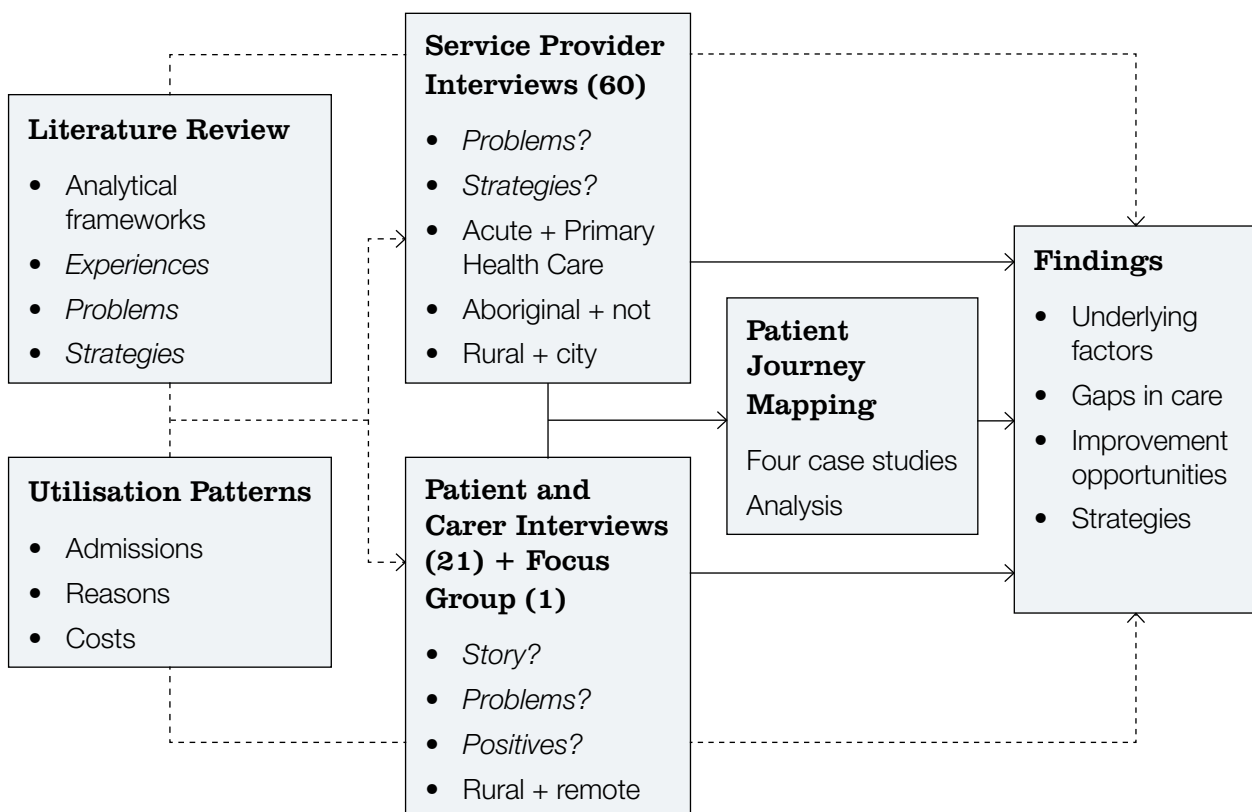 Literature Review
• Analytical
frameworks
• Experiences
• Problems
• Strategies
Utilisation Patterns
• Admissions
• Reasons
• Costs
Service Provider
Interviews (60)
• Problems?
• Strategies?
• Acute + Primary
Health Care
• Aboriginal + not
• Rural + city
Patient and
Carer Interviews
(21) + Focus
Group (1)
• Story?
• Problems?
• Positives?
• Rural + remote
Patient
Journey
Mapping
Four case studies
Analysis
Findings
• Underlying
factors
• Gaps in care
• Improvement
opportunities
• Strategies